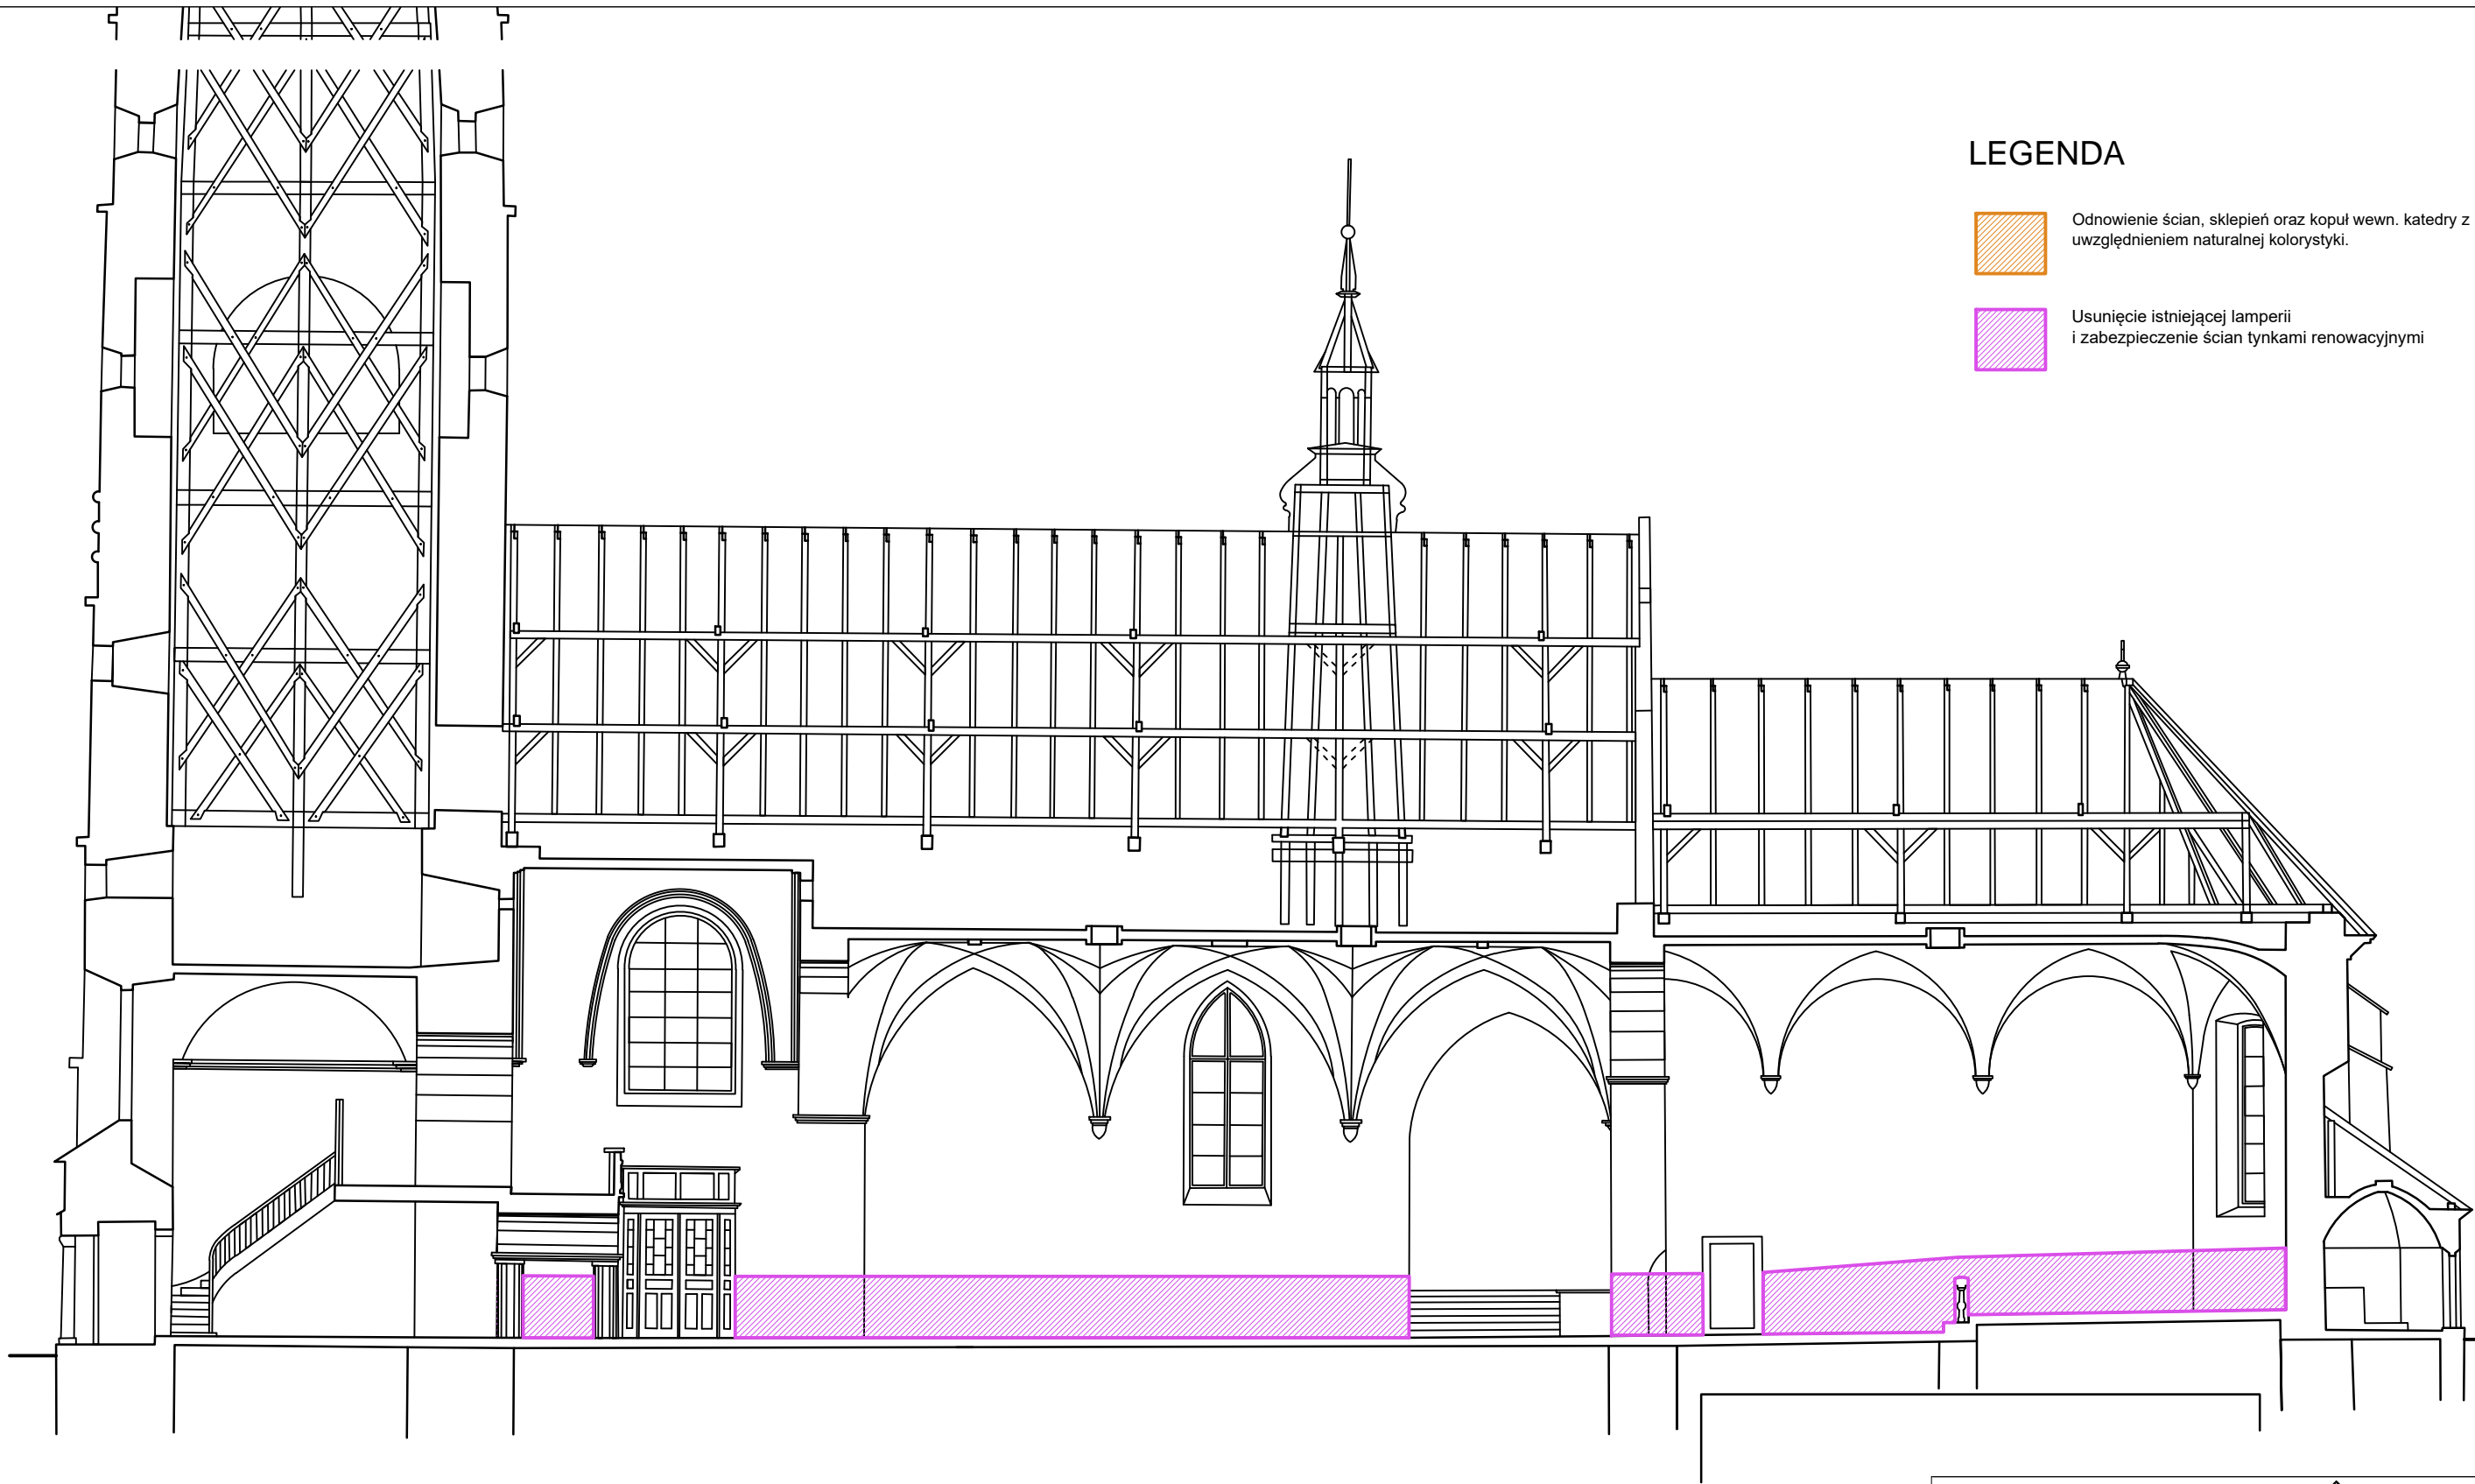 LEGENDA
Odnowienie ścian, sklepień oraz kopuł wewn. katedry z
uwzględnieniem naturalnej kolorystyki.
Usunięcie istniejącej lamperii
i zabezpieczenie ścian tynkami renowacyjnymi